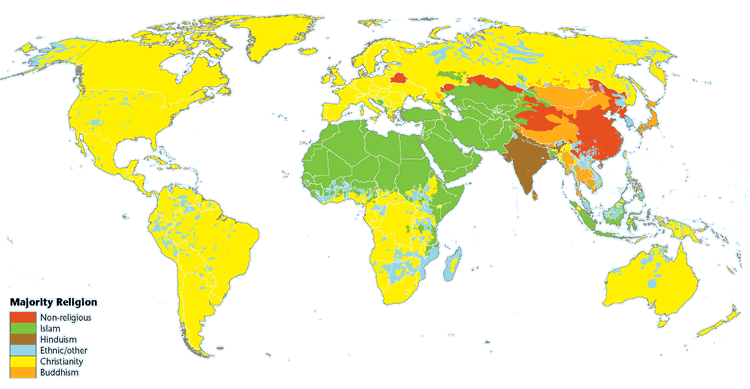 Majority Religion
Non-religious
Islam
Hinduism
Ethnic/other
Christianity
Buddhism